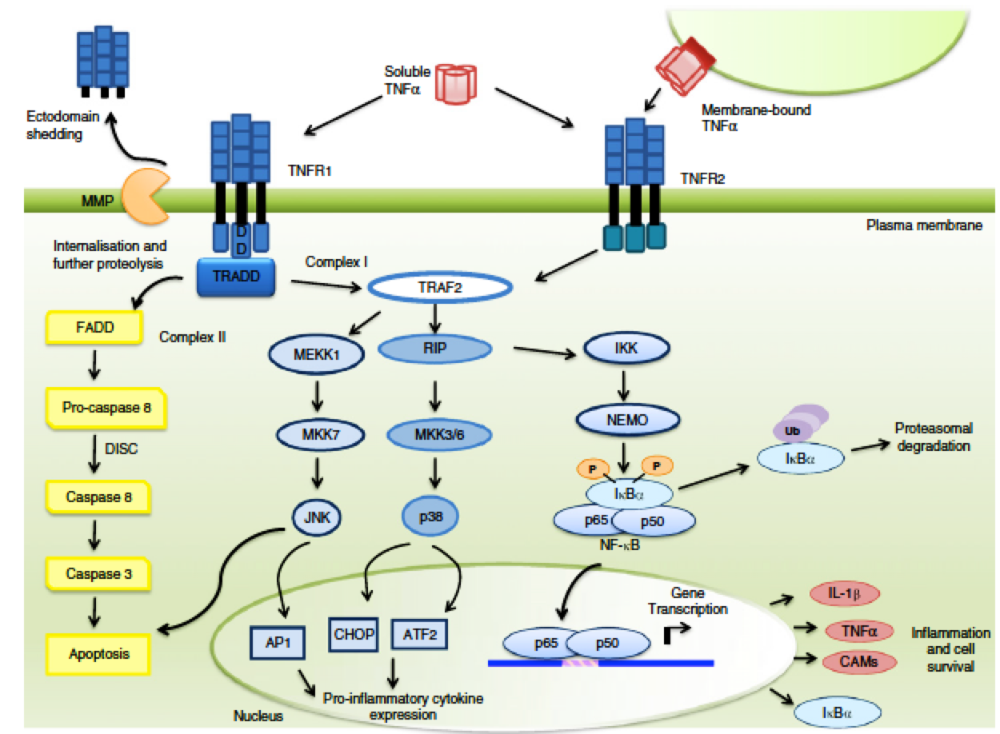 Soluble
TNFα
Membrane-bound
TNFα
Ectodomain
shedding
TNFR1
TNFR2
MMP
Plasma membrane
D
D
Internalisation and
further proteolysis
TRADD
Complex I
TRAF2
FADD
Complex II
MEKK1
RIP
IKK
Pro-caspase 8
MKK7
MKK3/6
NEMO
Ub
IκBα
Proteasomal
degradation
DISC
P
P
IκBα
p65
p50
NF-κB
Caspase 8
JNK
p38
Caspase 3
Gene
Transcription
IL-1β
TNFα
CAMs
Inflammation
and cell
survival
Apoptosis
AP1
CHOP
ATF2
p65
p50
Pro-inflammatory cytokine
expression
Nucleus
IκBα